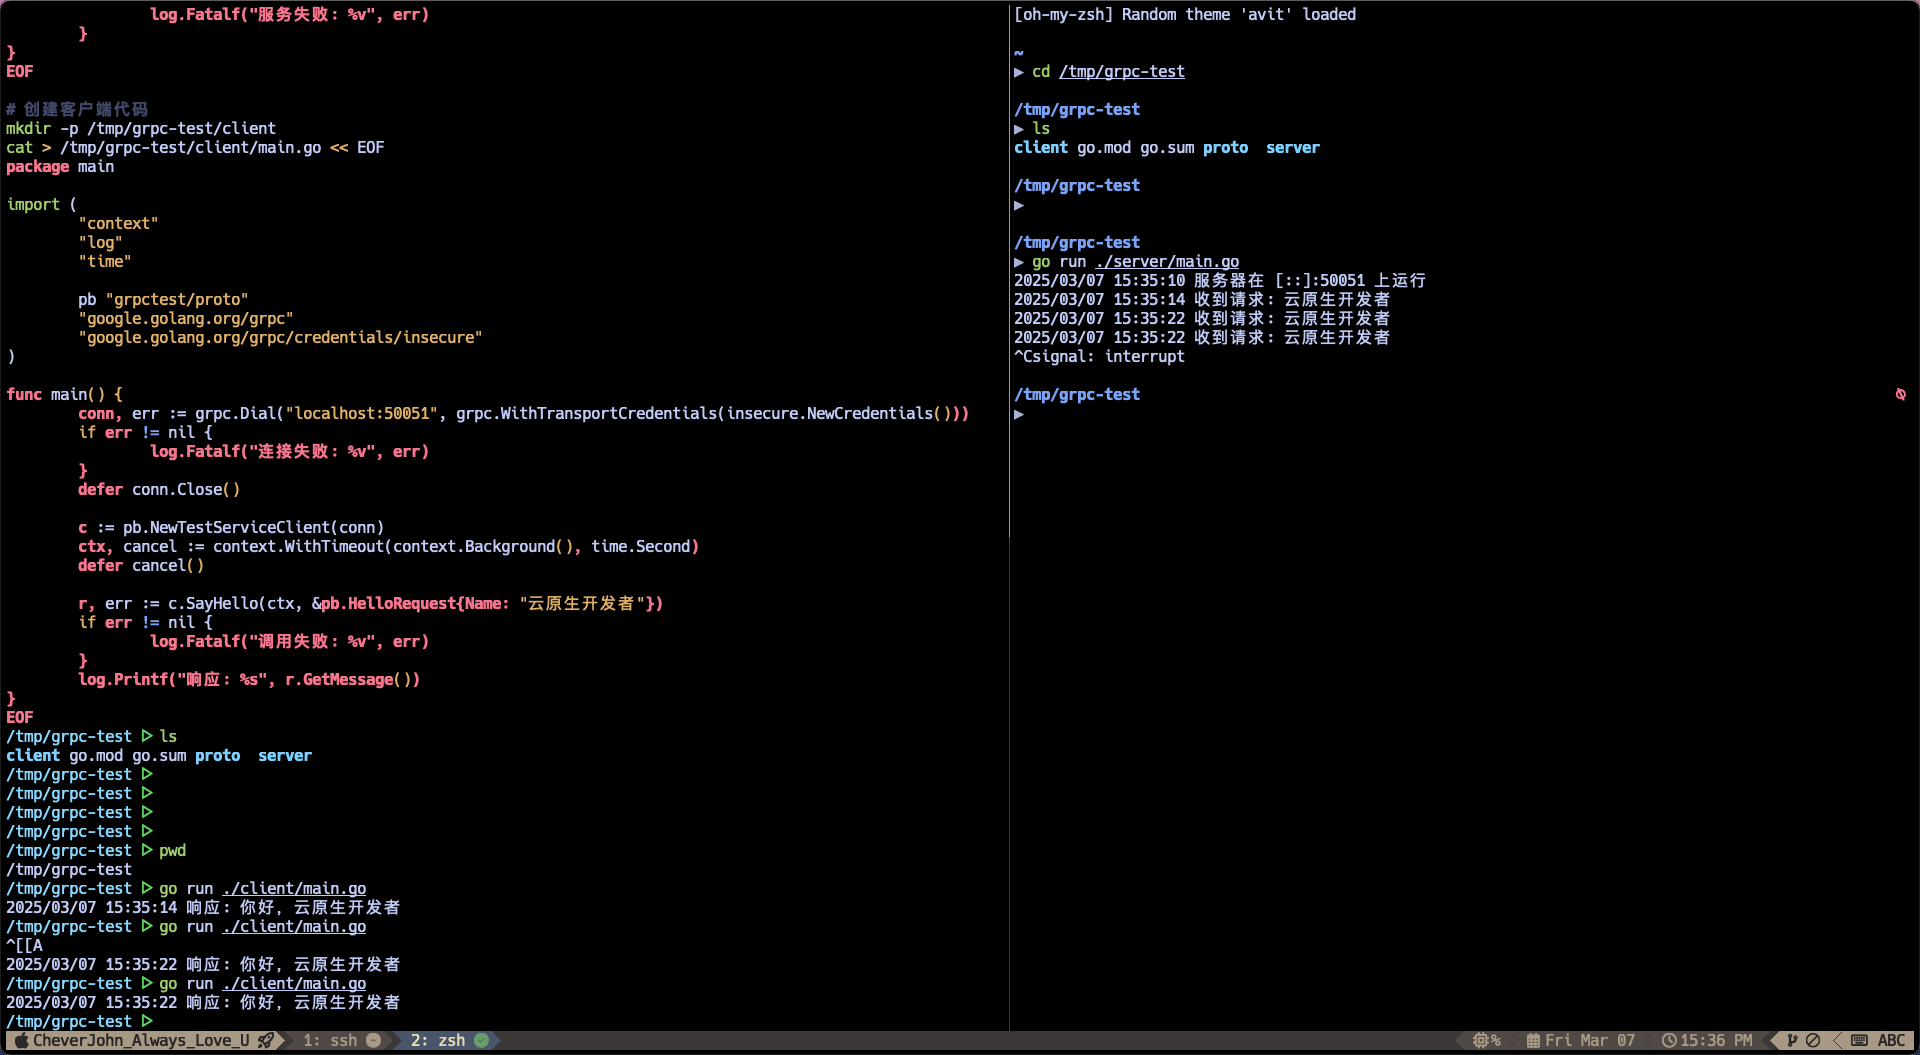 log.Fatalf("服务失败: %v", err)
        }
}
EOF

# 创建客户端代码
mkdir -p /tmp/grpc-test/client
cat > /tmp/grpc-test/client/main.go << EOF
package main

import (
        "context"
        "log"
        "time"

        pb "grpctest/proto"
        "google.golang.org/grpc"
        "google.golang.org/grpc/credentials/insecure"
)

func main() {
        conn, err := grpc.Dial("localhost:50051", grpc.WithTransportCredentials(insecure.NewCredentials()))
        if err != nil {
                log.Fatalf("连接失败: %v", err)
        }
        defer conn.Close()

        c := pb.NewTestServiceClient(conn)
        ctx, cancel := context.WithTimeout(context.Background(), time.Second)
        defer cancel()

        r, err := c.SayHello(ctx, &pb.HelloRequest{Name: "云原生开发者"})
        if err != nil {
                log.Fatalf("调用失败: %v", err)
        }
        log.Printf("响应: %s", r.GetMessage())
}
EOF
/tmp/grpc-test ▷ ls
client go.mod go.sum proto  server
/tmp/grpc-test ▷
/tmp/grpc-test ▷
/tmp/grpc-test ▷
/tmp/grpc-test ▷
/tmp/grpc-test ▷ pwd
/tmp/grpc-test
/tmp/grpc-test ▷ go run ./client/main.go
2025/03/07 15:35:14 响应: 你好, 云原生开发者
/tmp/grpc-test ▷ go run ./client/main.go
^[[A
2025/03/07 15:35:22 响应: 你好, 云原生开发者
/tmp/grpc-test ▷ go run ./client/main.go
2025/03/07 15:35:22 响应: 你好, 云原生开发者
/tmp/grpc-test ▷
[oh-my-zsh] Random theme 'avit' loaded

~
▶ cd /tmp/grpc-test

/tmp/grpc-test
▶ ls
client go.mod go.sum proto  server

/tmp/grpc-test
▶

/tmp/grpc-test
▶ go run ./server/main.go
2025/03/07 15:35:10 服务器在 [::]:50051 上运行
2025/03/07 15:35:14 收到请求: 云原生开发者
2025/03/07 15:35:22 收到请求: 云原生开发者
2025/03/07 15:35:22 收到请求: 云原生开发者
^Csignal: interrupt

/tmp/grpc-test
▶
CheverJohn_Always_Love_U 1: ssh 2: zsh % Fri Mar 07 15:36 PM ABC